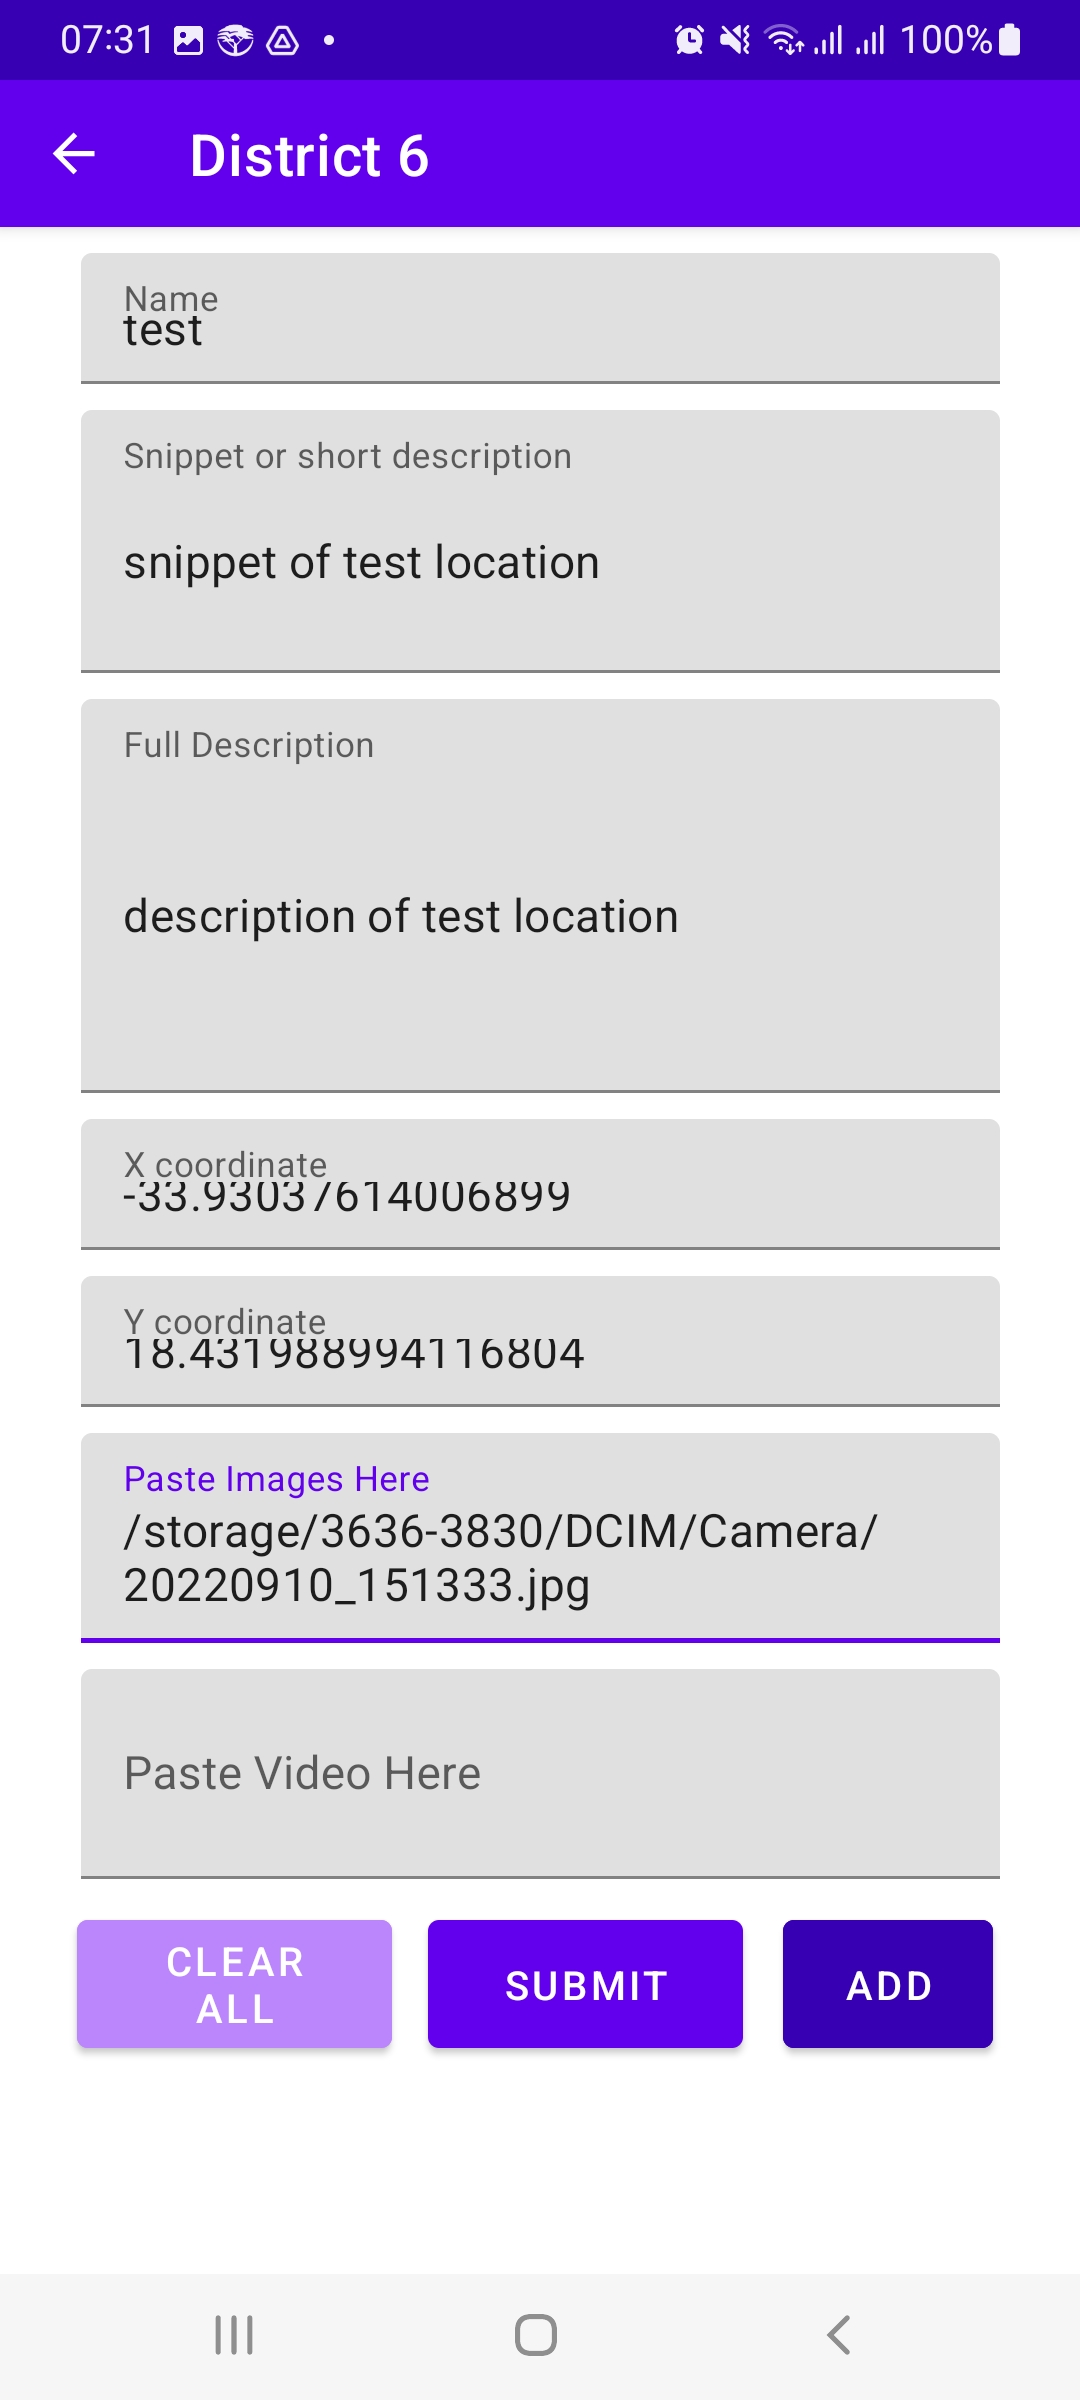 07:31
100%
District 6
Name
test
Snippet or short description
snippet of test location
Full Description
description of test location
X coordinate
-33.93037614006899
Y coordinate
18.431988994116804
Paste Images Here
/storage/3636-3830/DCIM/Camera/
20220910_151333.jpg
Paste Video Here
CLEAR
ALL
SUBMIT
ADD